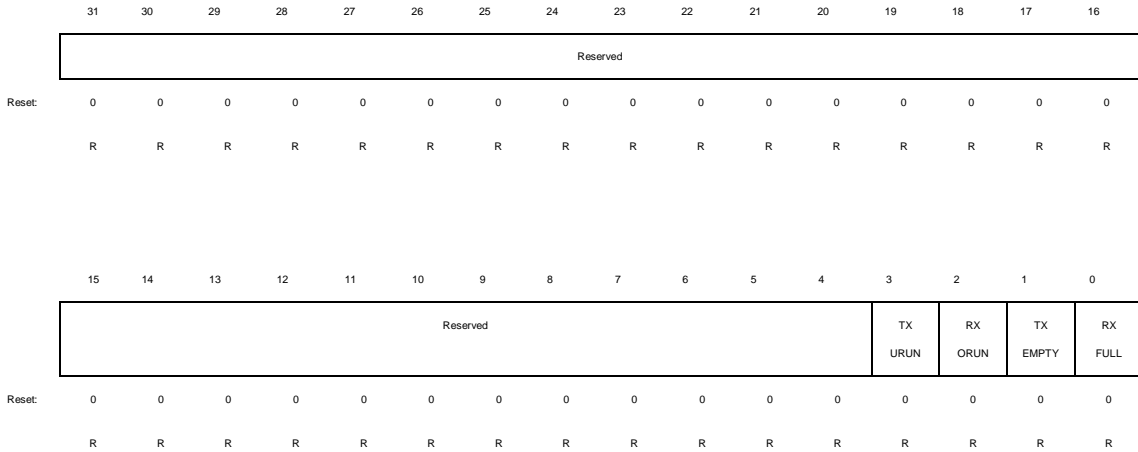 31 30 29 28 27 26 25 24 23 22 21 20 19 18 17 16
Reserved
Reset: 0 0 0 0 0 0 0 0 0 0 0 0 0 0 0 0
R R R R R R R R R R R R R R R R
15 14 13 12 11 10 9 8 7 6 5 4 3 2 1 0
Reserved TX RX TX RX
URUN ORUN EMPTY FULL
Reset: 0 0 0 0 0 0 0 0 0 0 0 0 0 0 0 0
R R R R R R R R R R R R R R R R